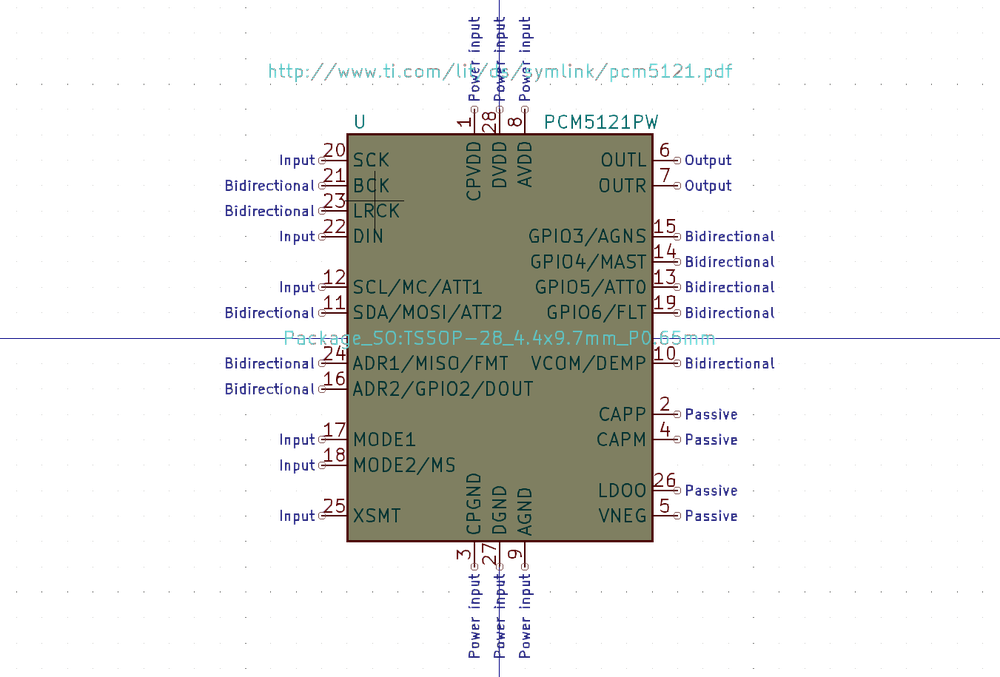 Power input Power input Power input
http://www.ti.com/lit/ds/symlink/pcm5121.pdf
U PCM5121PW
1 28 8
CPVDD DVDD AVDD
Input 20 SCK OUTL 6 Output
Bidirectional 21 BCK OUTR 7 Output
Bidirectional 23 LRCK
Input 22 DIN GPIO3/AGNS 15 Bidirectional
GPIO4/MAST 14 Bidirectional
Input 12 SCL/MC/ATT1 GPIO5/ATT0 13 Bidirectional
Bidirectional 11 SDA/MOSI/ATT2 GPIO6/FLT 19 Bidirectional
Package_SO:TSSOP-28_4.4x9.7mm_P0.65mm
Bidirectional 24 ADR1/MISO/FMT VCOM/DEMP 10 Bidirectional
Bidirectional 16 ADR2/GPIO2/DOUT
CAPP 2 Passive
Input 17 MODE1 CAPM 4 Passive
Input 18 MODE2/MS
LDOO 26 Passive
Input 25 XSMT VNEG 5 Passive
CPGND DGND AGND
3 27 9
Power input Power input Power input